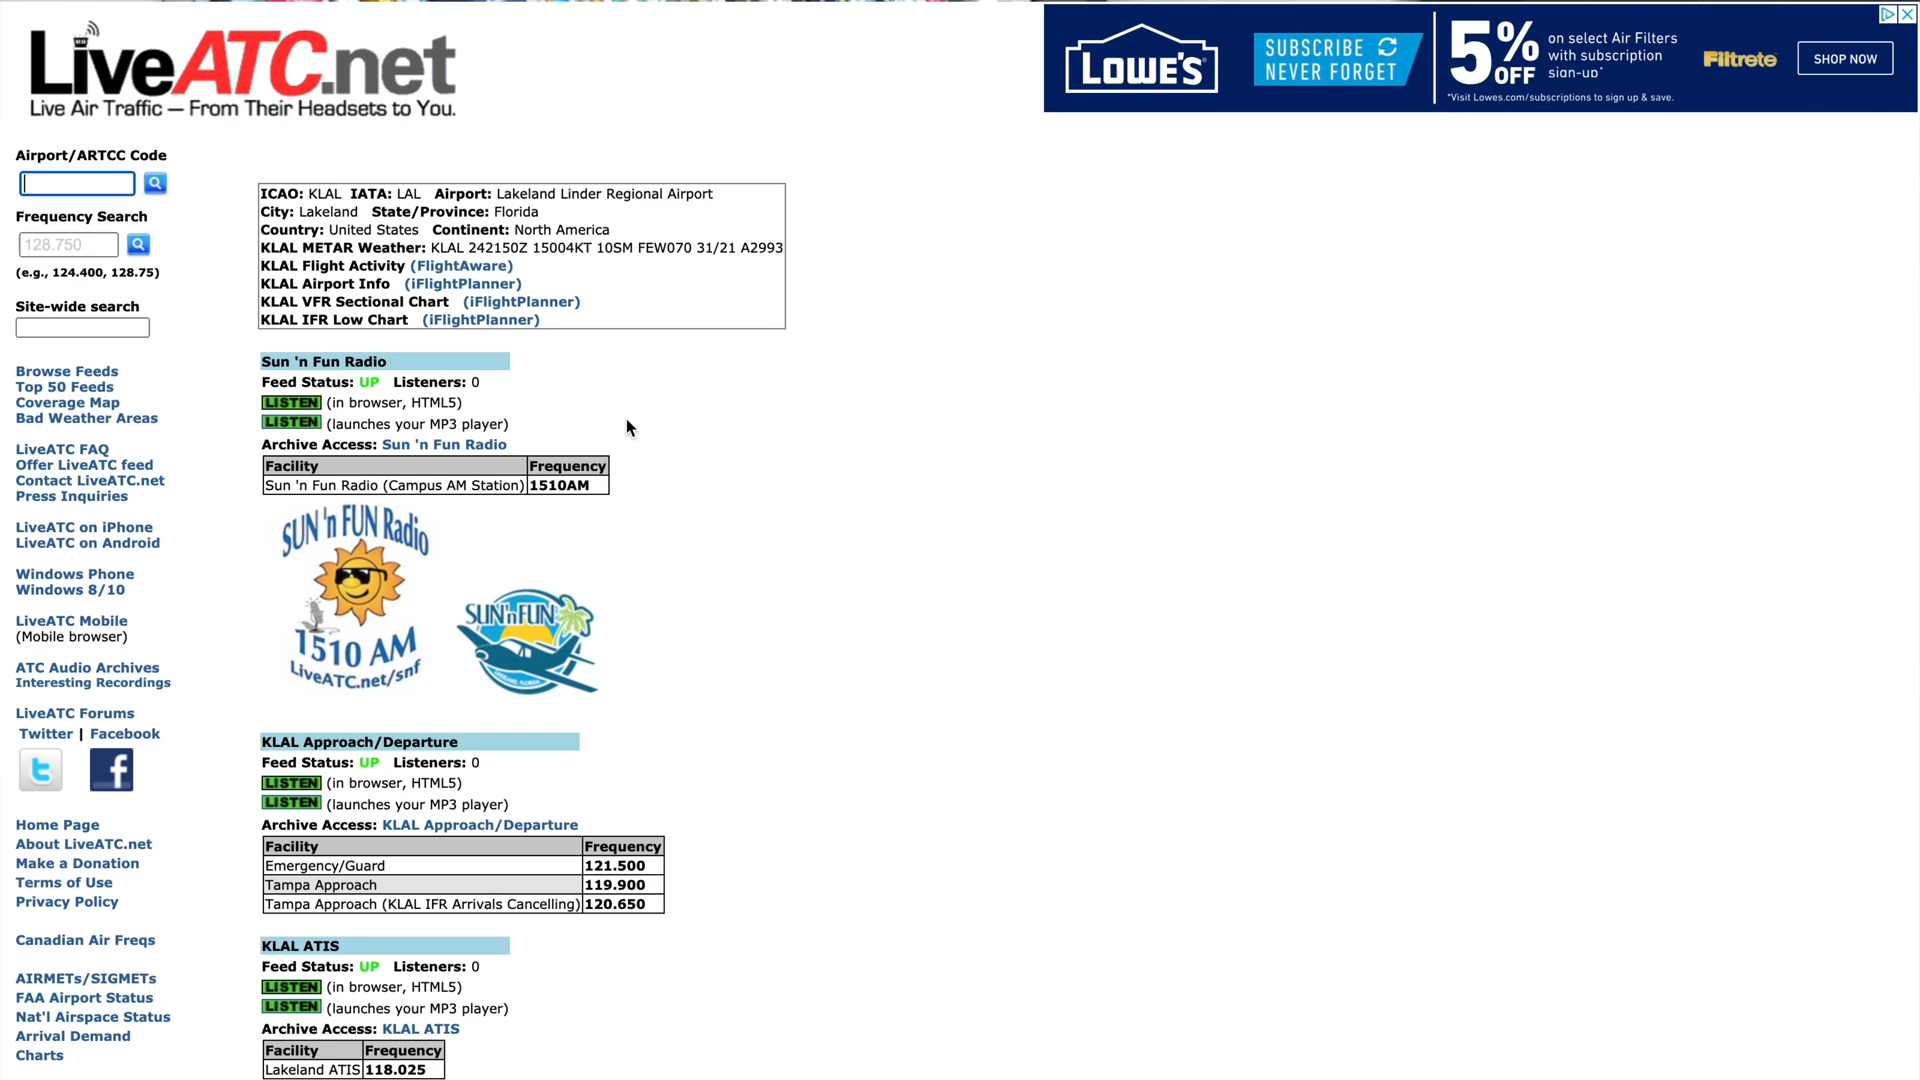 LiveATC.net
Live Air Traffic — From Their Headsets to You.
LOWE'S
SUBSCRIBE
NEVER FORGET
5% OFF
on select Air Filters
with subscription
sign-up*
*Visit Lowes.com/subscriptions to sign up & save.
Filtrete
SHOP NOW
Airport/ARTCC Code
Frequency Search
128.750
(e.g., 124.400, 128.75)
Site-wide search
Browse Feeds
Top 50 Feeds
Coverage Map
Bad Weather Areas
LiveATC FAQ
Offer LiveATC feed
Contact LiveATC.net
Press Inquiries
LiveATC on iPhone
LiveATC on Android
Windows Phone
Windows 8/10
LiveATC Mobile
(Mobile browser)
ATC Audio Archives
Interesting Recordings
LiveATC Forums
Twitter | Facebook
Home Page
About LiveATC.net
Make a Donation
Terms of Use
Privacy Policy
Canadian Air Freqs
AIRMETs/SIGMETs
FAA Airport Status
Nat'l Airspace Status
Arrival Demand
Charts
ICAO: KLAL IATA: LAL Airport: Lakeland Linder Regional Airport
City: Lakeland State/Province: Florida
Country: United States Continent: North America
KLAL METAR Weather: KLAL 242150Z 15004KT 10SM FEW070 31/21 A2993
KLAL Flight Activity (FlightAware)
KLAL Airport Info (iFlightPlanner)
KLAL VFR Sectional Chart (iFlightPlanner)
KLAL IFR Low Chart (iFlightPlanner)
Sun 'n Fun Radio
Feed Status: UP Listeners: 0
LISTEN (in browser, HTML5)
LISTEN (launches your MP3 player)
Archive Access: Sun 'n Fun Radio
Facility Frequency
Sun 'n Fun Radio (Campus AM Station) 1510AM
SUN 'n FUN Radio
1510 AM
LiveATC.net/snf
SUN'nFUN
LAKELAND, FLORIDA
KLAL Approach/Departure
Feed Status: UP Listeners: 0
LISTEN (in browser, HTML5)
LISTEN (launches your MP3 player)
Archive Access: KLAL Approach/Departure
Facility Frequency
Emergency/Guard 121.500
Tampa Approach 119.900
Tampa Approach (KLAL IFR Arrivals Cancelling) 120.650
KLAL ATIS
Feed Status: UP Listeners: 0
LISTEN (in browser, HTML5)
LISTEN (launches your MP3 player)
Archive Access: KLAL ATIS
Facility Frequency
Lakeland ATIS 118.025